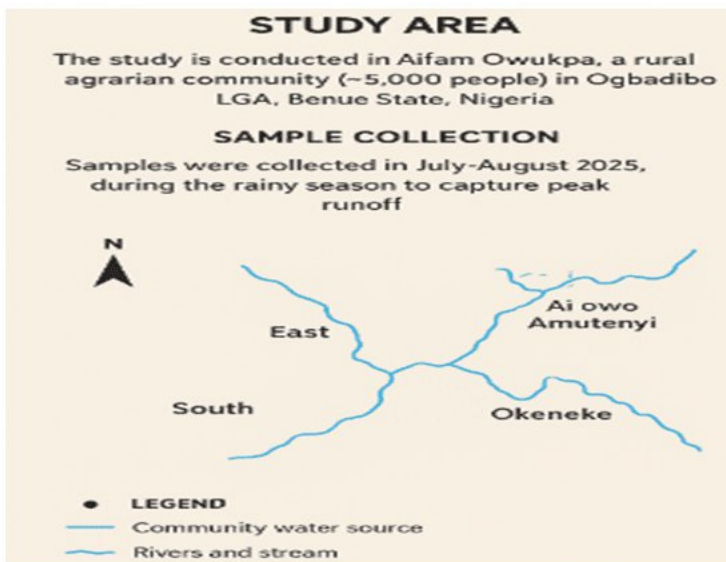 STUDY AREA
The study is conducted in Aifam Owukpa, a rural
agrarian community (~5,000 people) in Ogbadibo
LGA, Benue State, Nigeria
SAMPLE COLLECTION
Samples were collected in July-August 2025,
during the rainy season to capture peak
runoff
N
Ai owo
Amutenyi
East
South
Okeneke
LEGEND
Community water source
Rivers and stream